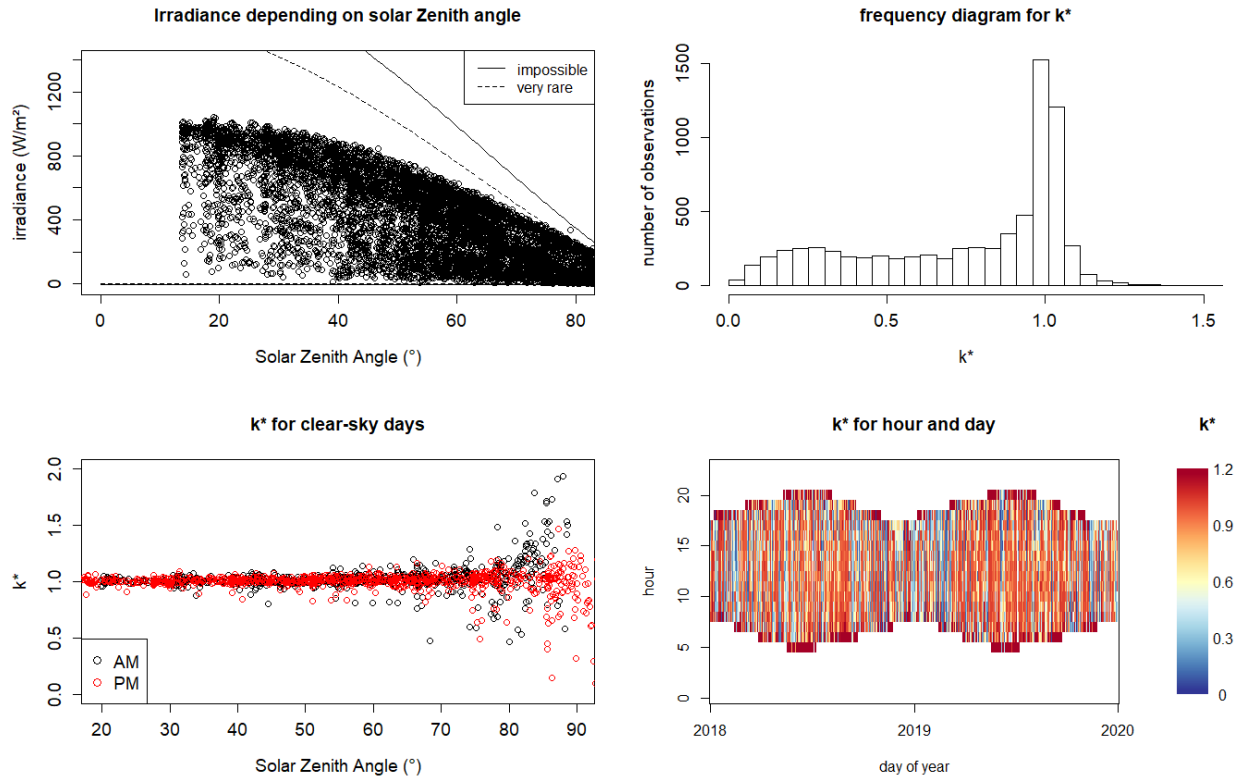 Irradiance depending on solar Zenith angle
irradiance (W/m²)
0 400 800 1200
impossible
very rare
0 20 40 60 80
Solar Zenith Angle (°)
frequency diagram for k*
number of observations
0 500 1000 1500
0.0 0.5 1.0 1.5
k*
k* for clear-sky days
k*
0.0 0.5 1.0 1.5 2.0
AM
PM
20 30 40 50 60 70 80 90
Solar Zenith Angle (°)
k* for hour and day
hour
0 5 10 15 20
2018 2019 2020
day of year
k*
1.2
0.9
0.6
0.3
0